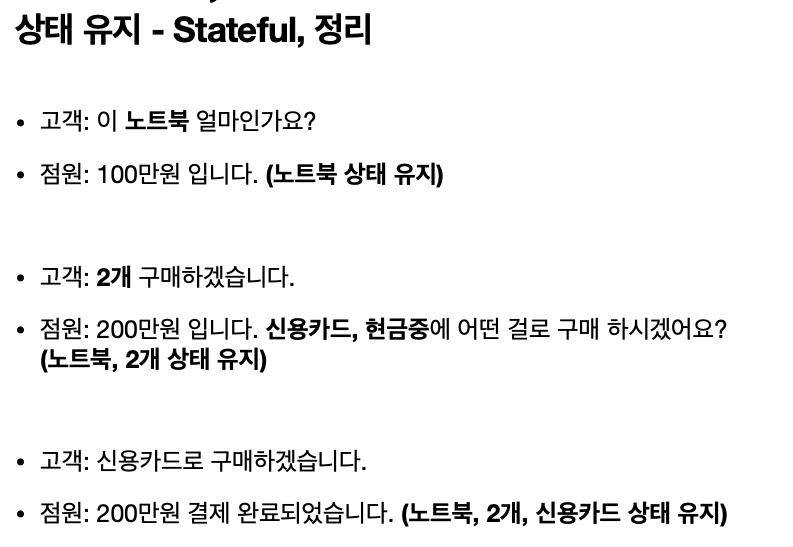 상태 유지 - Stateful, 정리
• 고객: 이 노트북 얼마인가요?
• 점원: 100만원 입니다. (노트북 상태 유지)
• 고객: 2개 구매하겠습니다.
• 점원: 200만원 입니다. 신용카드, 현금중에 어떤 걸로 구매 하시겠어요?
(노트북, 2개 상태 유지)
• 고객: 신용카드로 구매하겠습니다.
• 점원: 200만원 결제 완료되었습니다. (노트북, 2개, 신용카드 상태 유지)